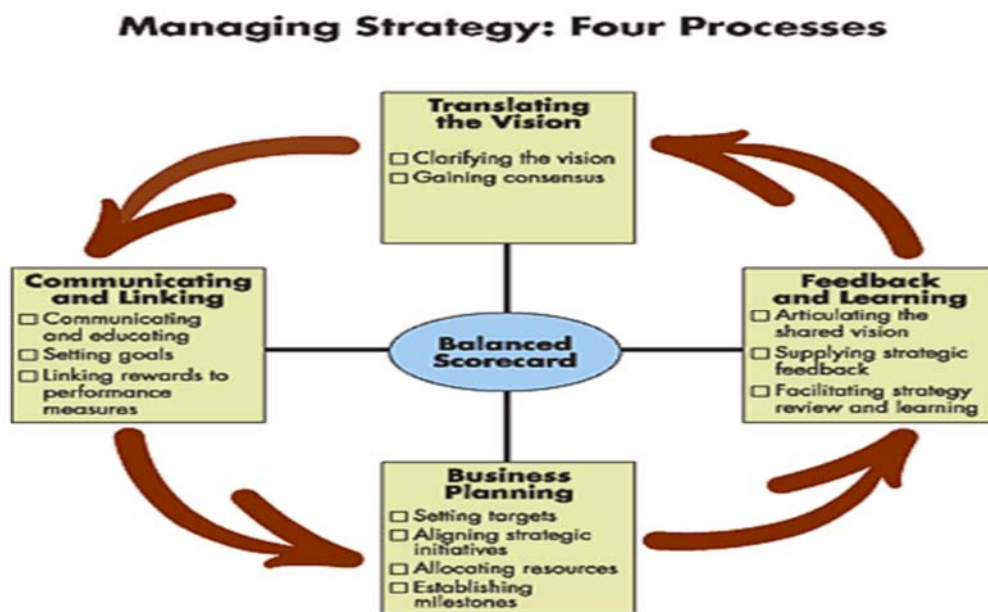 Managing Strategy: Four Processes
Translating
the Vision
☐ Clarifying the vision
☐ Gaining consensus
Communicating
and Linking
☐ Communicating
and educating
☐ Setting goals
☐ Linking rewards to
performance
measures
Balanced
Scorecard
Feedback
and Learning
☐ Articulating the
shared vision
☐ Supplying strategic
feedback
☐ Facilitating strategy
review and learning
Business
Planning
☐ Setting targets
☐ Aligning strategic
initiatives
☐ Allocating resources
☐ Establishing
milestones